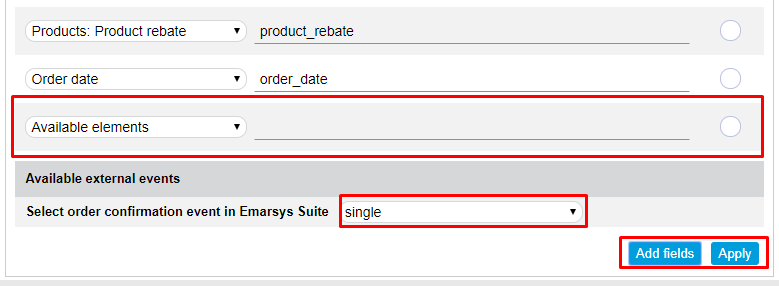 Products: Product rebate product_rebate
Order date order_date
Available elements
Available external events
Select order confirmation event in Emarsys Suite single
Add fields Apply